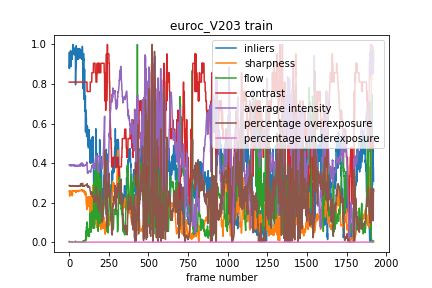 euroc_V203 train
1.0
0.8
0.6
0.4
0.2
0.0
inliers
sharpness
flow
contrast
average intensity
percentage overexposure
percentage underexposure
0 250 500 750 1000 1250 1500 1750 2000
frame number